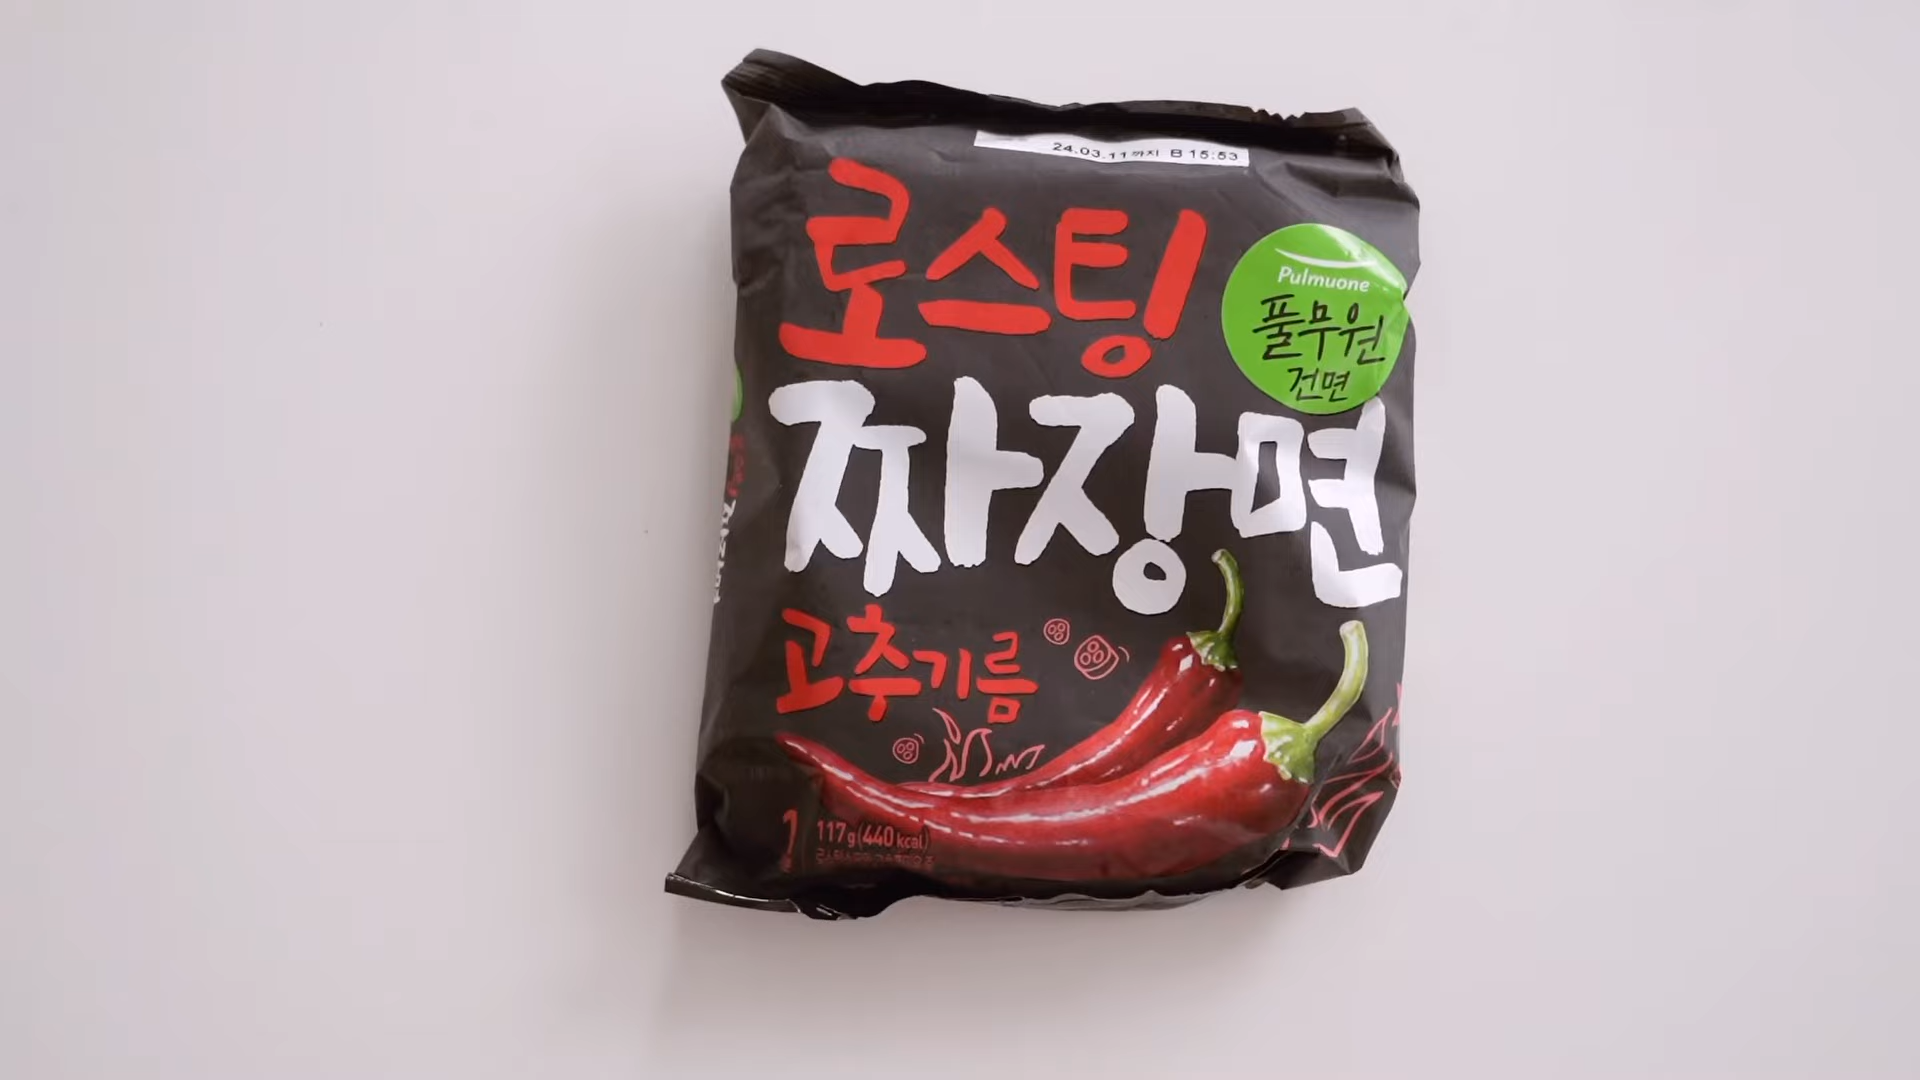 24.03.11까지 B 15:53
로스팅
Pulmuone
풀무원
건면
짜장면
고추기름
117g(440 kcal)